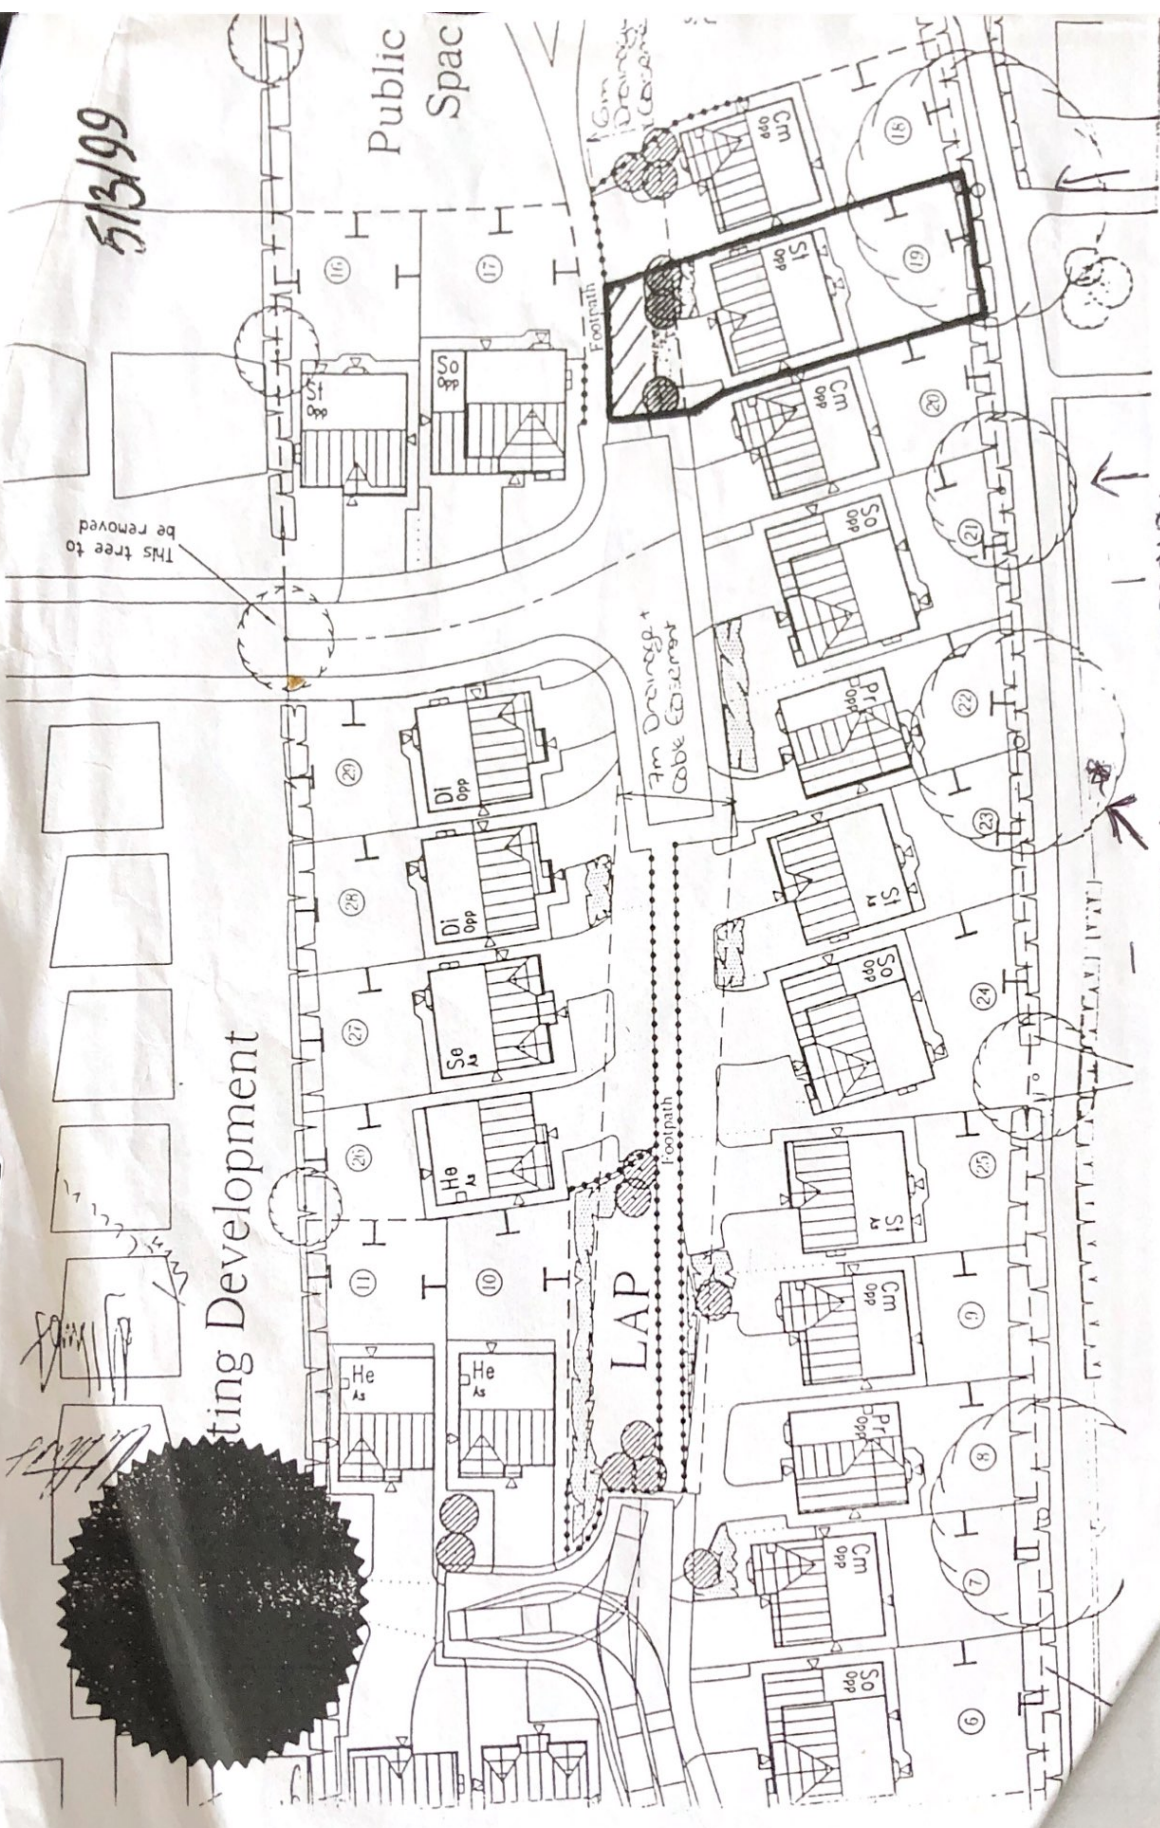 5/3/99
Public
Spac
6m
Drainage
Easement
Cm
Opp
18
16
17
St
Opp
19
Footpath
So
Opp
St
Opp
Cm
Opp
20
This tree to
be removed
So
Opp
21
7m Drainage +
Cable Easement
Pr
Opp
22
29
Di
Opp
23
28
Di
Opp
St
As
So
Opp
24
27
Se
As
ting Development
Footpath
26
He
As
25
St
As
11
10
LAP
Cm
Opp
9
He
As
He
As
Pr
Opp
8
Cm
Opp
7
So
Opp
6